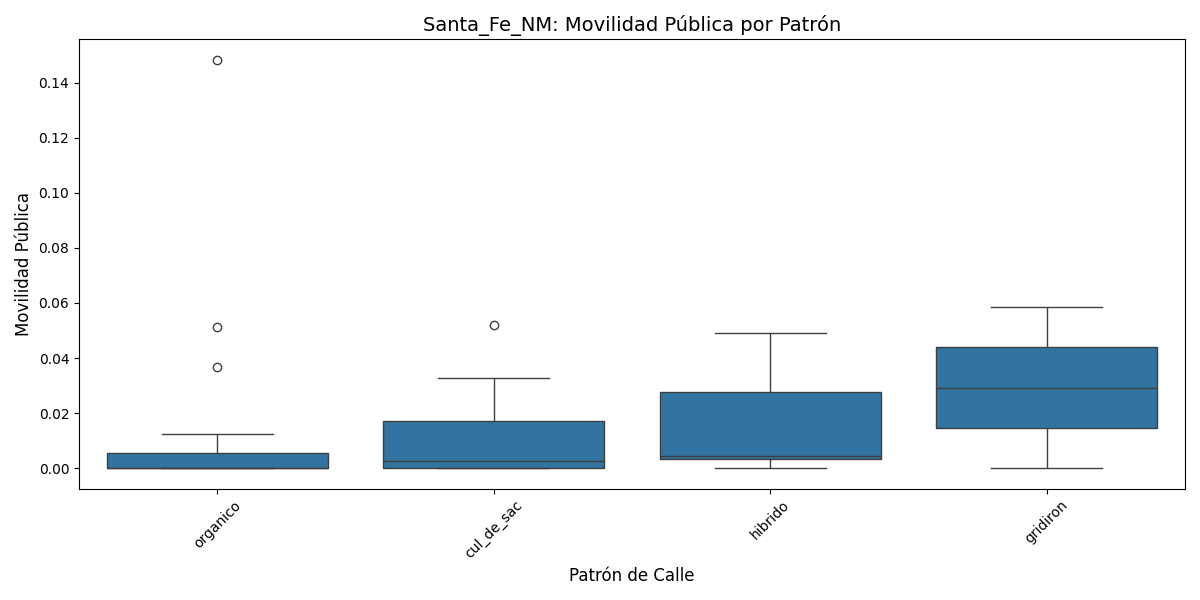 Santa_Fe_NM: Movilidad Pública por Patrón
Movilidad Pública
0.14
0.12
0.10
0.08
0.06
0.04
0.02
0.00
organico
cul_de_sac
hibrido
gridiron
Patrón de Calle